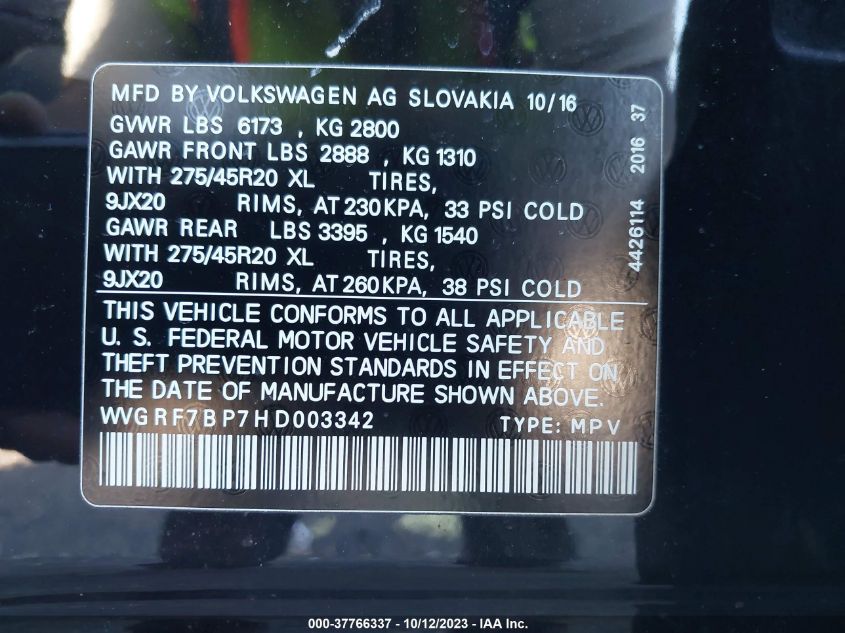 MFD BY VOLKSWAGEN AG SLOVAKIA 10/16
GVWR LBS 6173 , KG 2800
GAWR FRONT LBS 2888 , KG 1310
WITH 275/45R20 XL TIRES,
9JX20 RIMS, AT 230KPA, 33 PSI COLD
GAWR REAR LBS 3395 , KG 1540
WITH 275/45R20 XL TIRES,
9JX20 RIMS, AT 260KPA, 38 PSI COLD
THIS VEHICLE CONFORMS TO ALL APPLICABLE
U. S. FEDERAL MOTOR VEHICLE SAFETY AND
THEFT PREVENTION STANDARDS IN EFFECT ON
THE DATE OF MANUFACTURE SHOWN ABOVE.
WVGRF7BP7HD003342 TYPE: MPV
4426114 2016 37
000-37766337 - 10/12/2023 - IAA Inc.